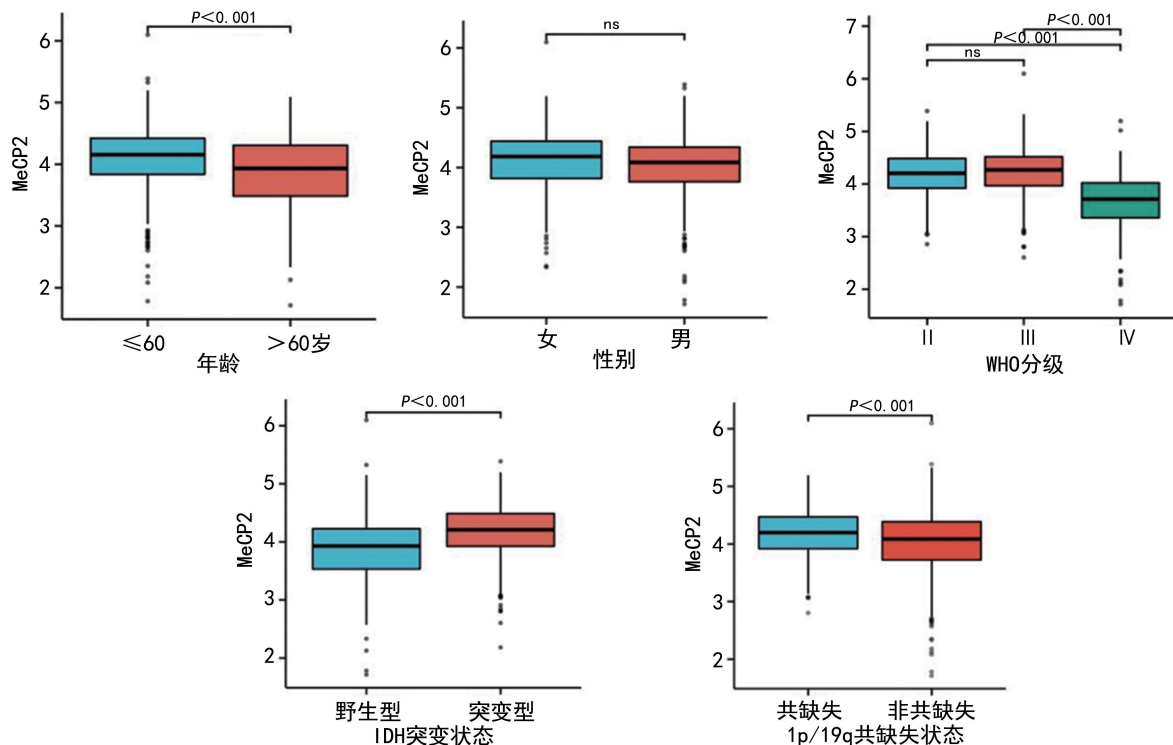 P<0.001
6
5
4
3
2
MeCP2
≤60
>60岁
年龄
ns
6
5
4
3
2
MeCP2
女
男
性别
P<0.001
P<0.001
ns
7
6
5
4
3
2
MeCP2
II
III
IV
WHO分级
P<0.001
6
5
4
3
2
MeCP2
野生型
突变型
IDH突变状态
P<0.001
6
5
4
3
2
MeCP2
共缺失
非共缺失
1p/19q共缺失状态